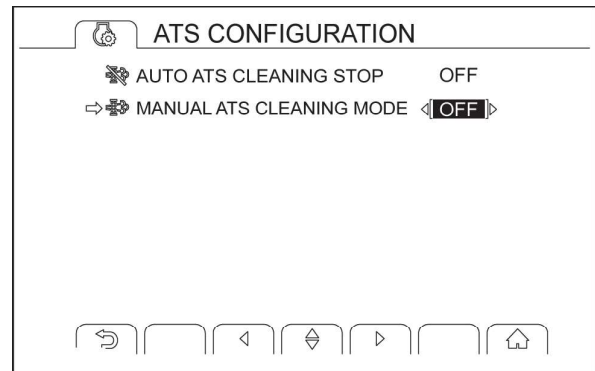 ATS CONFIGURATION
AUTO ATS CLEANING STOP OFF
MANUAL ATS CLEANING MODE OFF